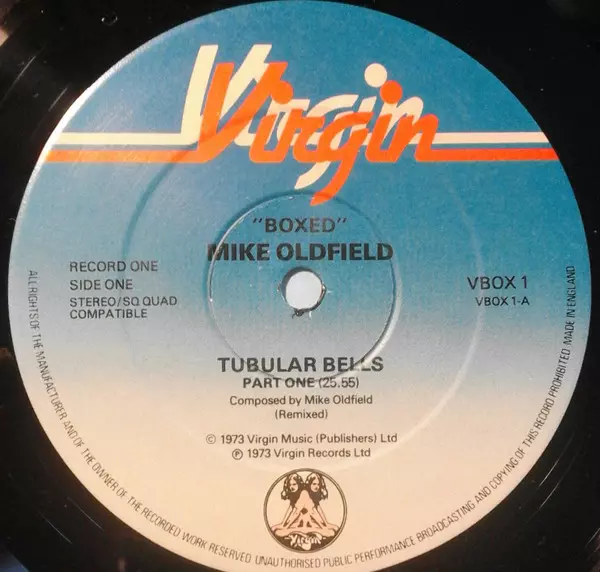 Virgin
"BOXED"
MIKE OLDFIELD
RECORD ONE
SIDE ONE
STEREO/SQ QUAD
COMPATIBLE
VBOX 1
VBOX 1-A
TUBULAR BELLS
PART ONE (25.55)
Composed by Mike Oldfield
(Remixed)
© 1973 Virgin Music (Publishers) Ltd
℗ 1973 Virgin Records Ltd
Virgin
ALL RIGHTS OF THE MANUFACTURER AND OF THE OWNER OF THE RECORDED WORK RESERVED. UNAUTHORISED PUBLIC PERFORMANCE BROADCASTING AND COPYING OF THIS RECORD PROHIBITED. MADE IN ENGLAND